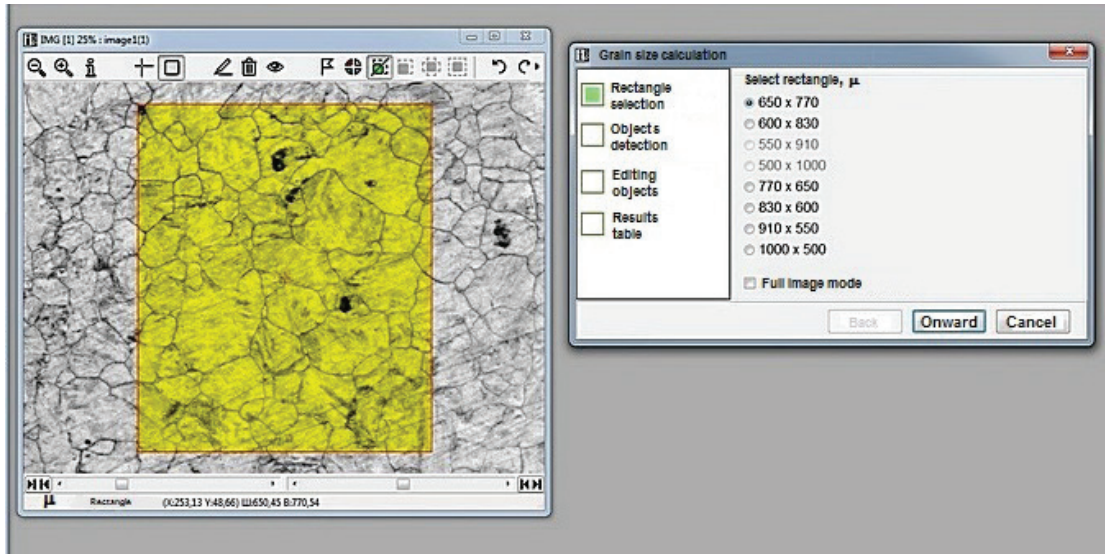 IMG [1] 25% : image1(1)
Grain size calculation
Rectangle
selection
Objects
detection
Editing
objects
Results
table
Select rectangle, μ
650 x 770
600 x 830
550 x 910
500 x 1000
770 x 650
830 x 600
910 x 550
1000 x 500
Full image mode
Back
Onward
Cancel
μ
Rectangle
(X:253,13 Y:48,66) Ш:650,45 В:770,54